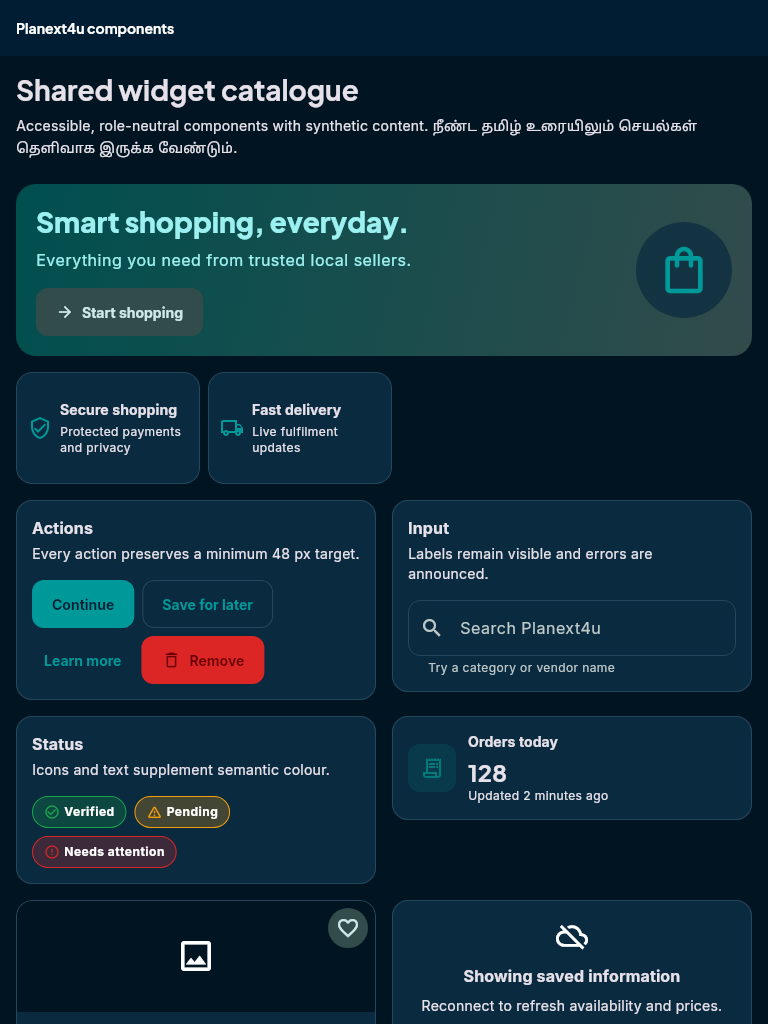 Planext4u components
Shared widget catalogue
Accessible, role-neutral components with synthetic content. நீண்ட தமிழ் உரையிலும் செயல்கள்
தெளிவாக இருக்க வேண்டும்.
Smart shopping, everyday.
Everything you need from trusted local sellers.
Start shopping
Secure shopping
Protected payments
and privacy
Fast delivery
Live fulfilment
updates
Actions
Every action preserves a minimum 48 px target.
Continue
Save for later
Learn more
Remove
Input
Labels remain visible and errors are
announced.
Search Planext4u
Try a category or vendor name
Status
Icons and text supplement semantic colour.
Verified
Pending
Needs attention
Orders today
128
Updated 2 minutes ago
Showing saved information
Reconnect to refresh availability and prices.